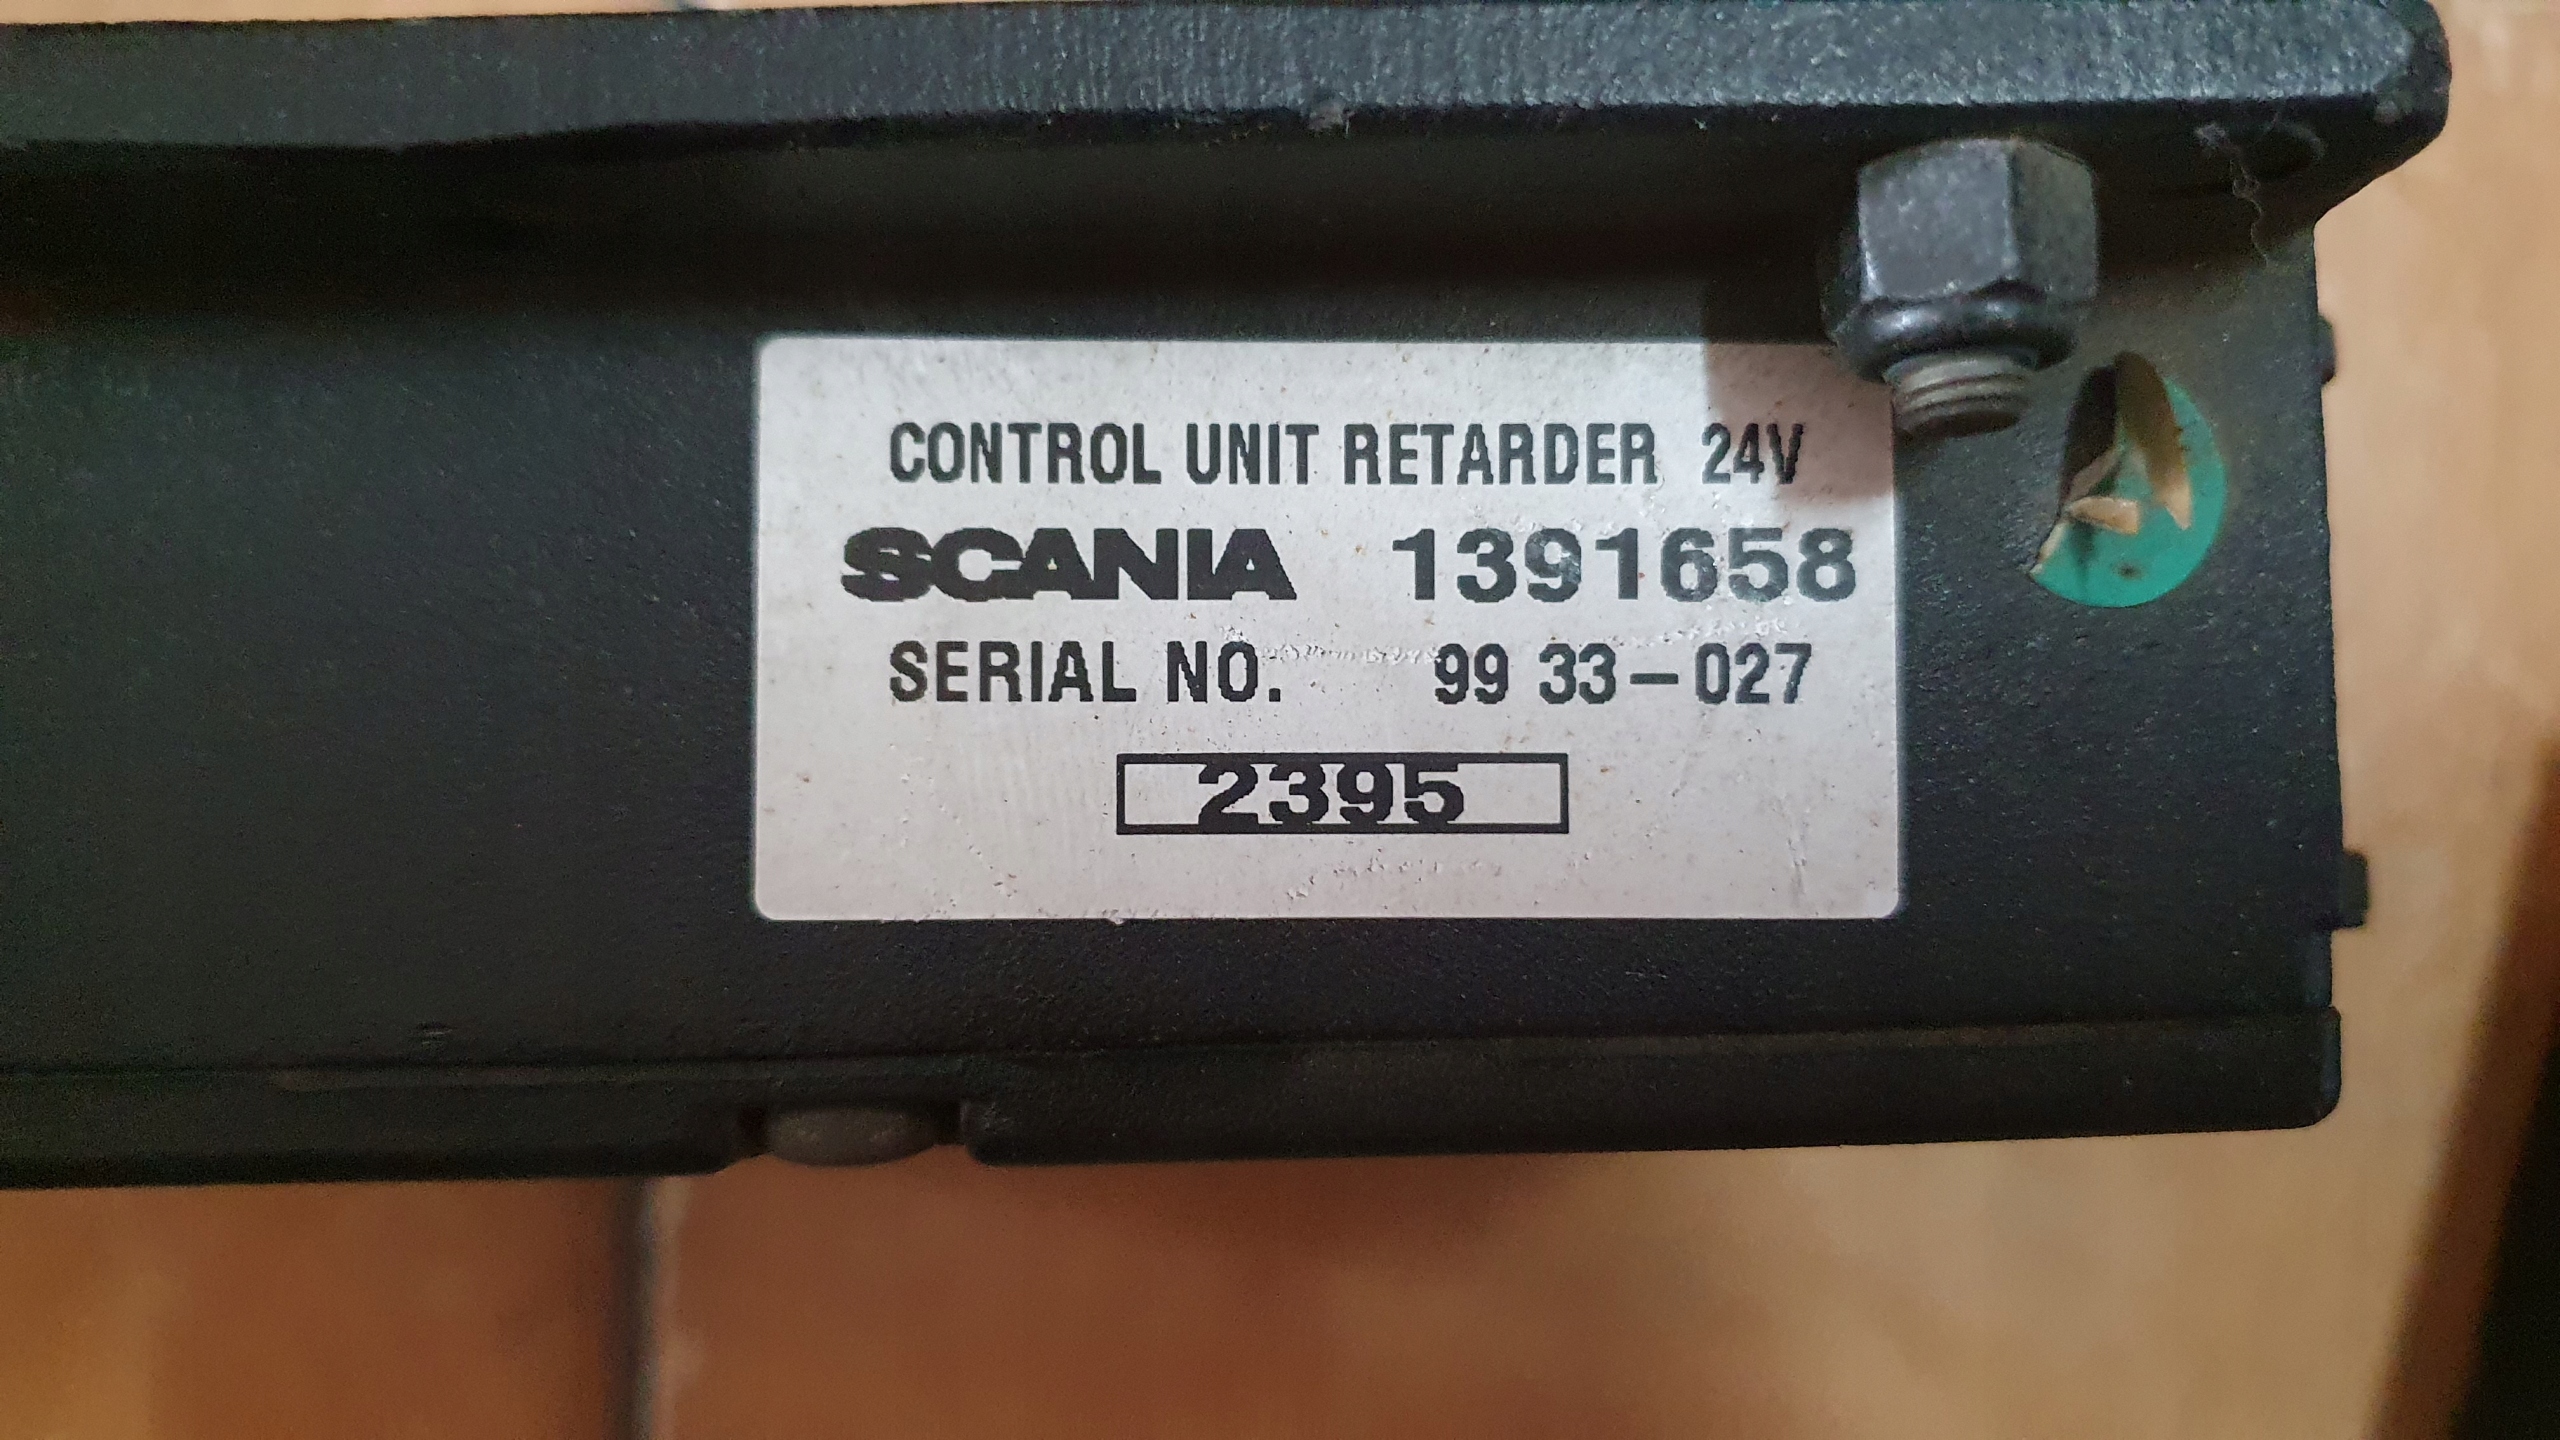 CONTROL UNIT RETARDER 24V
SCANIA 1391658
SERIAL NO. 99 33-027
2395